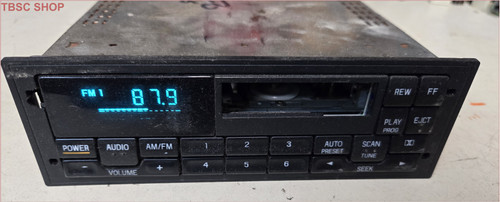 TBSC SHOP
FM 1 87.9
REW FF
PLAY
PROG
EJCT
POWER AUDIO AM/FM 1 2 3 AUTO
PRESET SCAN
TUNE
VOLUME - + 4 5 6 ◄ SEEK ►